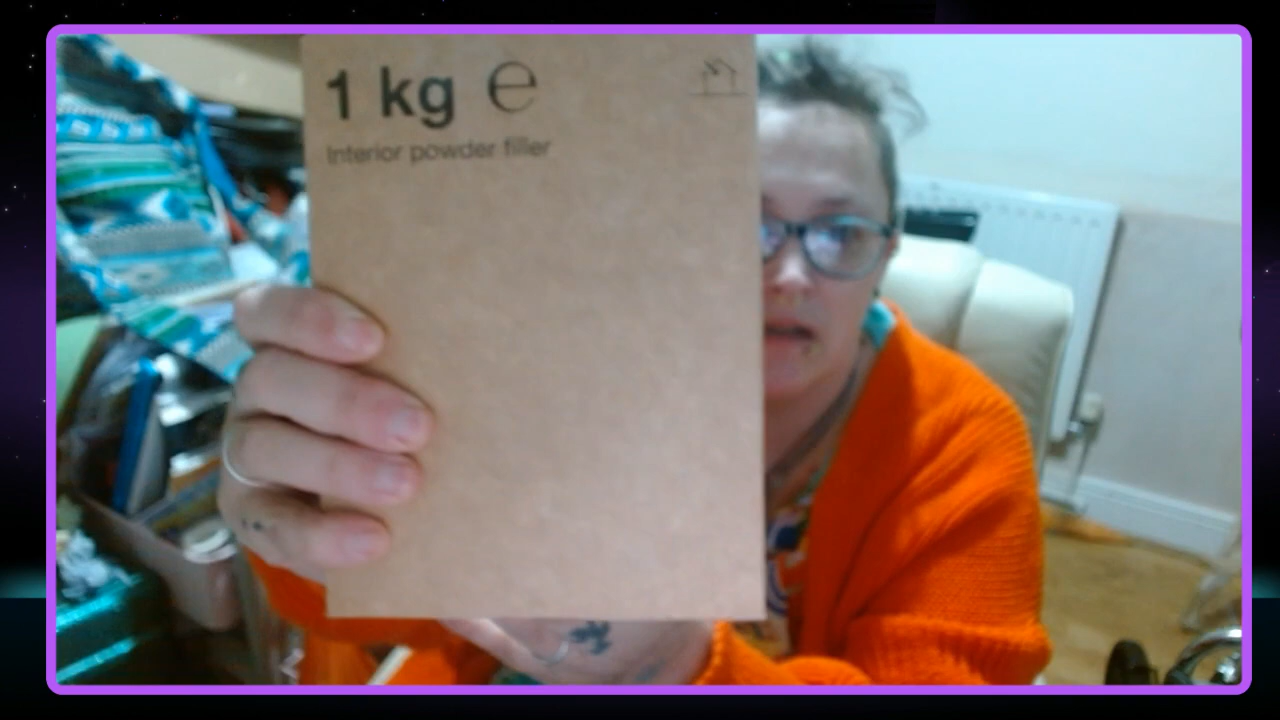 1 kg ℮
Interior powder filler